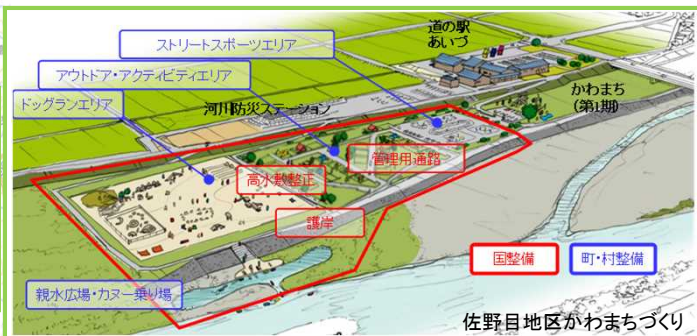 ストリートスポーツエリア
道の駅
あいづ
アウトドア・アクティビティエリア
かわまち
(第1期)
ドッグランエリア
河川防災ステーション
管理用通路
高水敷整正
護岸
国整備
町・村整備
親水広場・カヌー乗り場
佐野目地区かわまちづくり